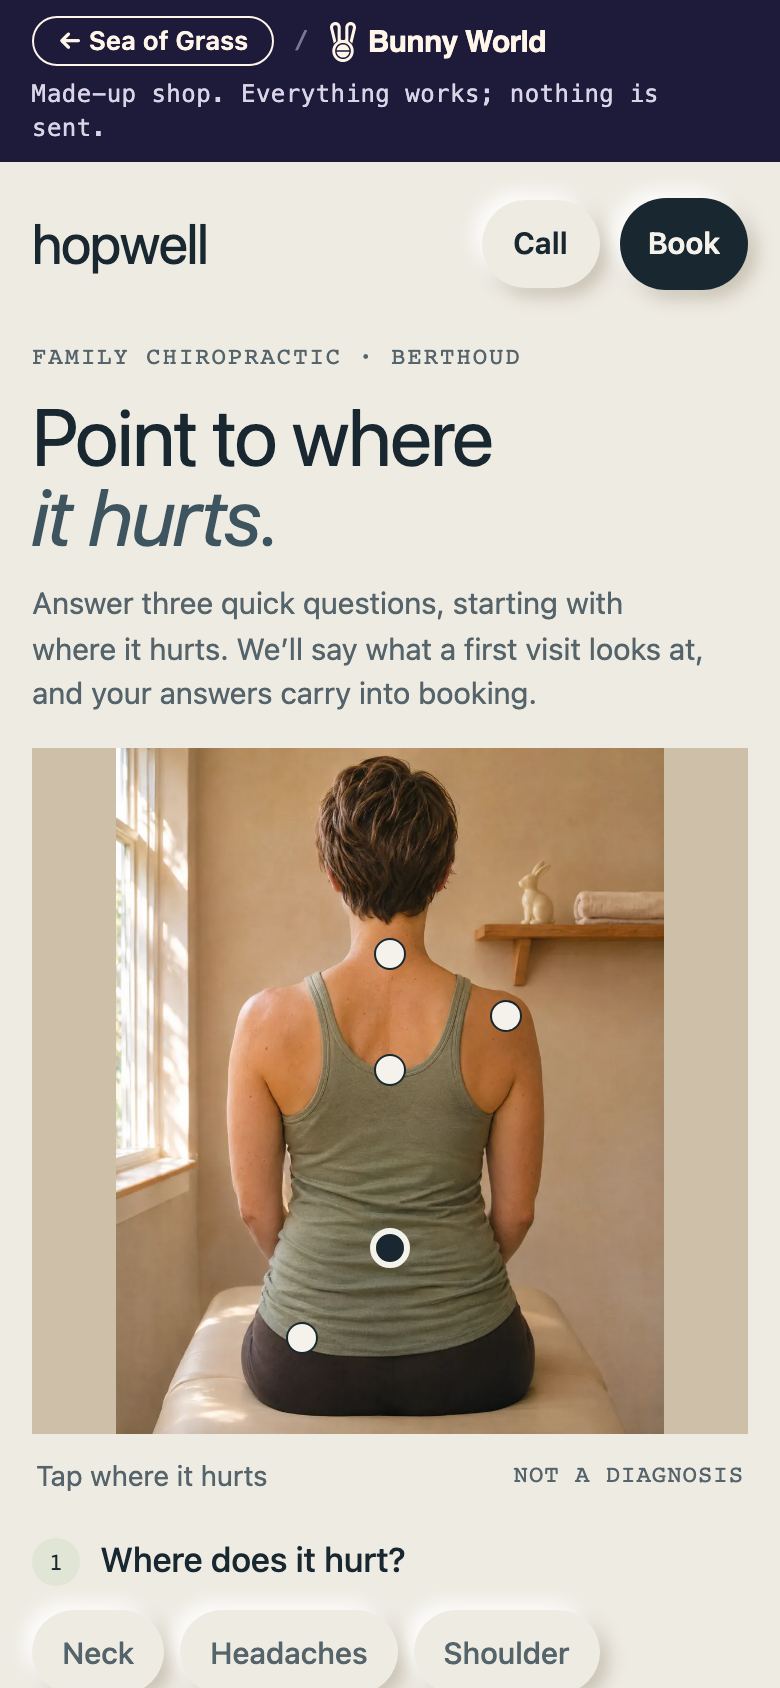 ← Sea of Grass / Bunny World
Made-up shop. Everything works; nothing is
sent.
hopwell
Call
Book
FAMILY CHIROPRACTIC · BERTHOUD
Point to where
it hurts.
Answer three quick questions, starting with
where it hurts. We’ll say what a first visit looks at,
and your answers carry into booking.
Tap where it hurts
NOT A DIAGNOSIS
1 Where does it hurt?
Neck
Headaches
Shoulder